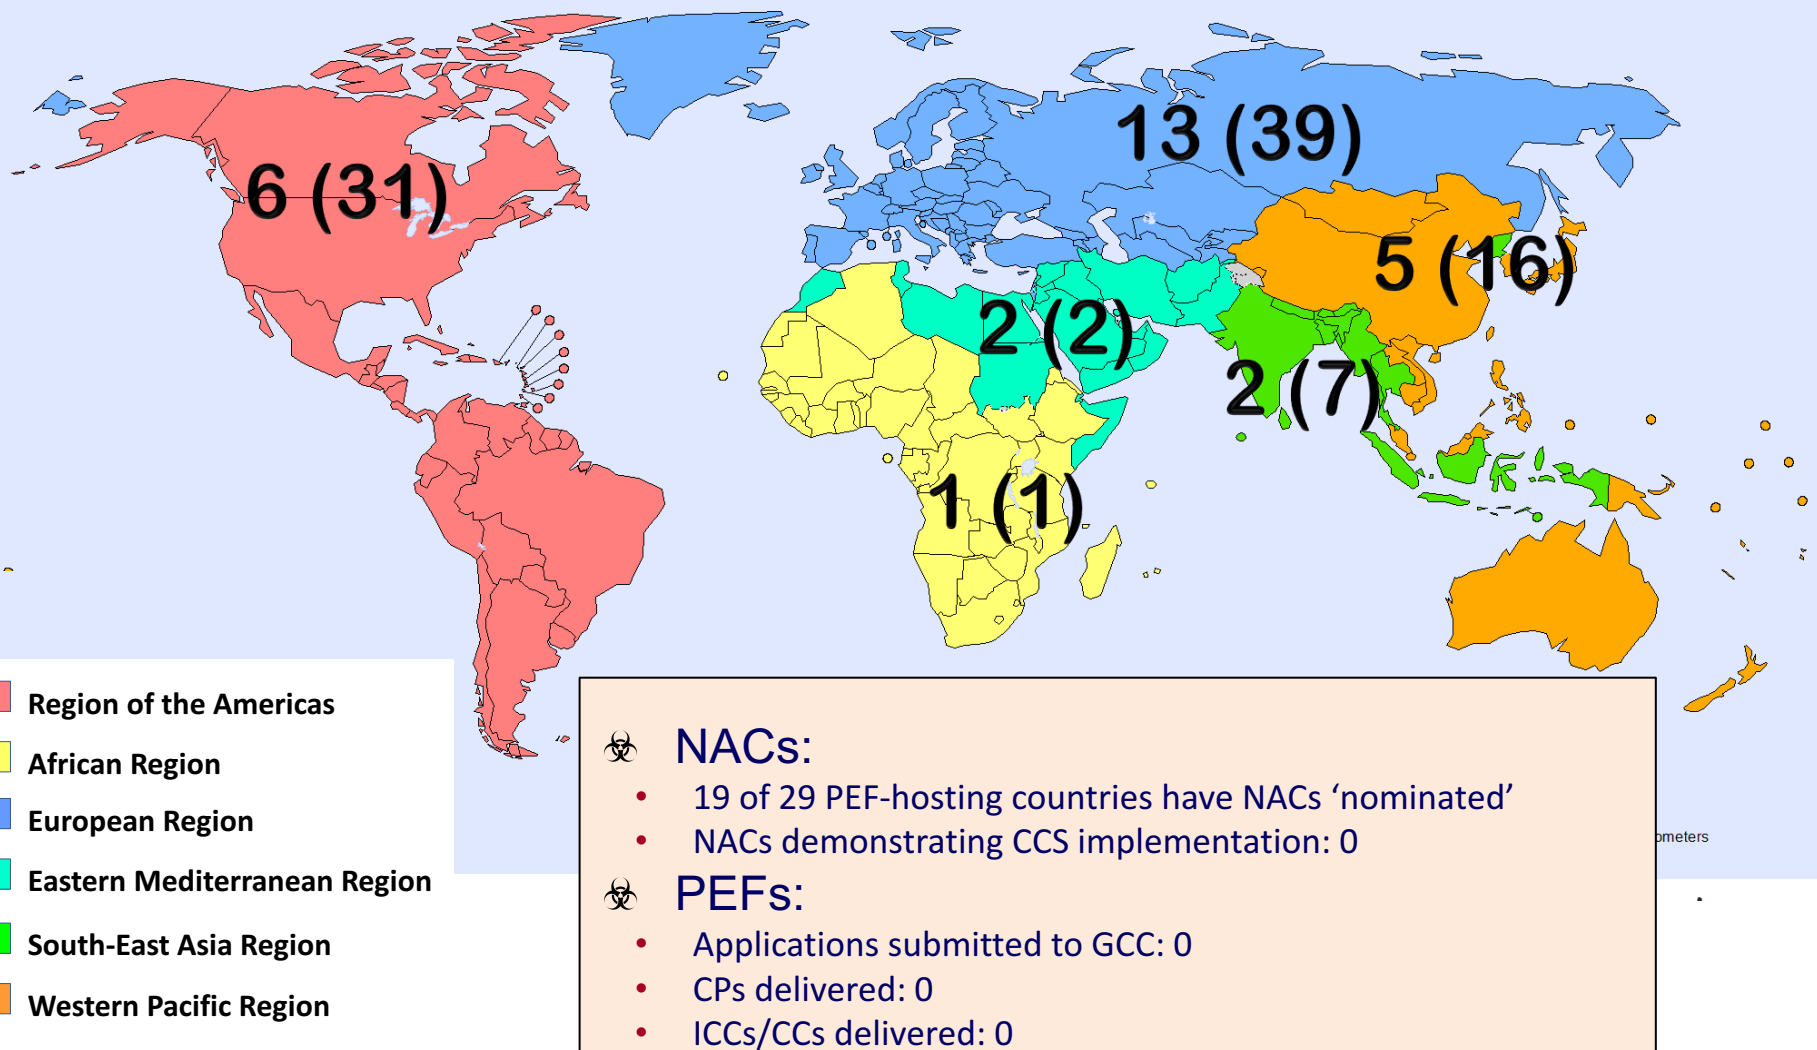 13 (39)
6 (31)
5 (16)
2 (2)
2 (7)
1 (1)
Region of the Americas
African Region
European Region
Eastern Mediterranean Region
South-East Asia Region
Western Pacific Region
☣ NACs:
• 19 of 29 PEF-hosting countries have NACs ‘nominated’
• NACs demonstrating CCS implementation: 0
☣ PEFs:
• Applications submitted to GCC: 0
• CPs delivered: 0
• ICCs/CCs delivered: 0
ometers